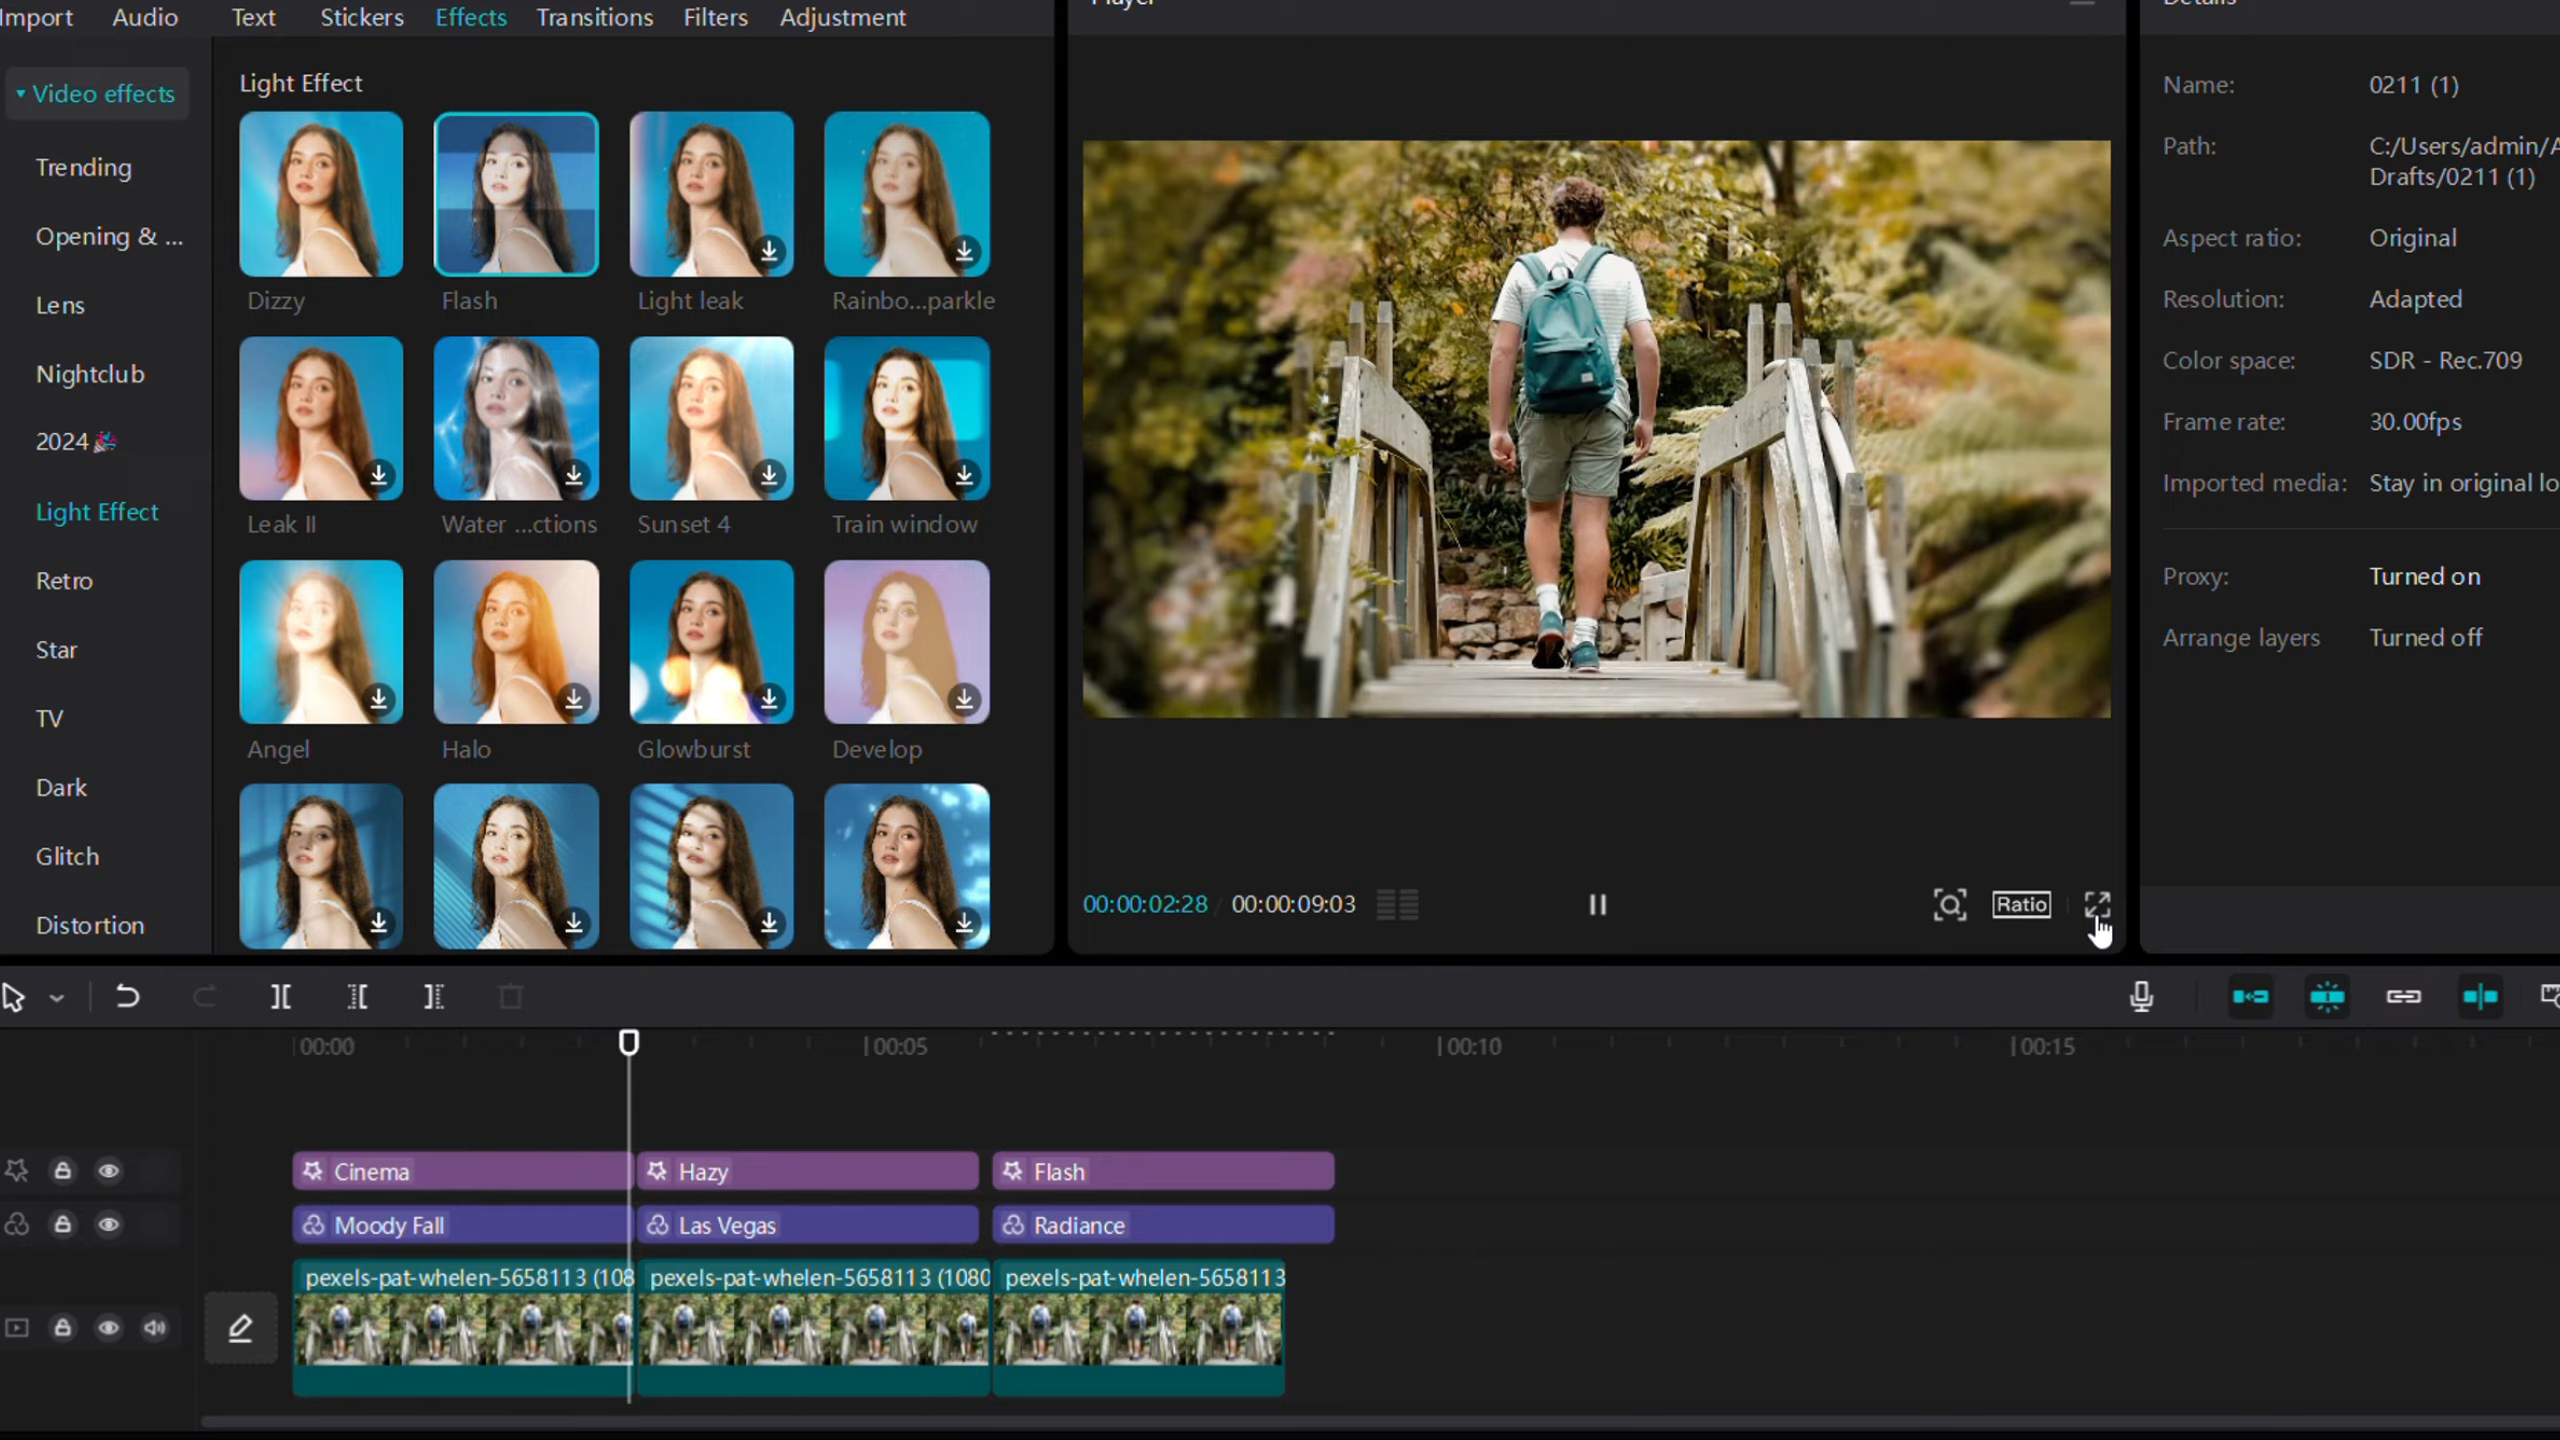 Import Audio Text Stickers Effects Transitions Filters Adjustment
Video effects
Trending
Opening & ...
Lens
Nightclub
2024
Light Effect
Retro
Star
TV
Dark
Glitch
Distortion
Light Effect
Dizzy Flash Light leak Rainbo...parkle
Leak II Water ...ctions Sunset 4 Train window
Angel Halo Glowburst Develop
Player
00:00:02:28 / 00:00:09:03
Ratio
Details
Name: 0211 (1)
Path: C:/Users/admin/A
Drafts/0211 (1)
Aspect ratio: Original
Resolution: Adapted
Color space: SDR - Rec.709
Frame rate: 30.00fps
Imported media: Stay in original lo
Proxy: Turned on
Arrange layers Turned off
00:00 00:05 00:10 00:15
Cinema Hazy Flash
Moody Fall Las Vegas Radiance
pexels-pat-whelen-5658113 (108 pexels-pat-whelen-5658113 (1080 pexels-pat-whelen-5658113